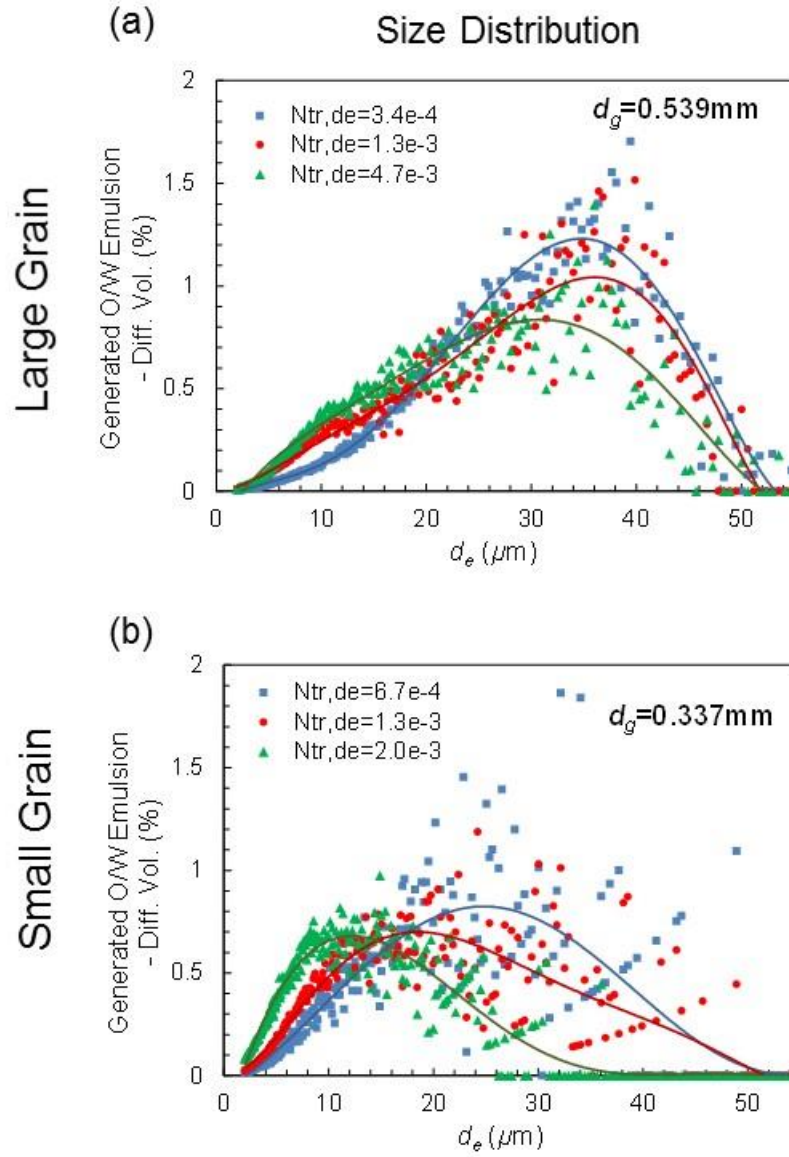 (a) Size Distribution
Large Grain
Generated O/W Emulsion
- Diff. Vol. (%)
2
1.5
1
0.5
0
Ntr,de=3.4e-4
Ntr,de=1.3e-3
Ntr,de=4.7e-3
d_g=0.539mm
0 10 20 30 40 50
d_e (μm)
(b)
Small Grain
Generated O/W Emulsion
- Diff. Vol. (%)
2
1.5
1
0.5
0
Ntr,de=6.7e-4
Ntr,de=1.3e-3
Ntr,de=2.0e-3
d_g=0.337mm
0 10 20 30 40 50
d_e (μm)